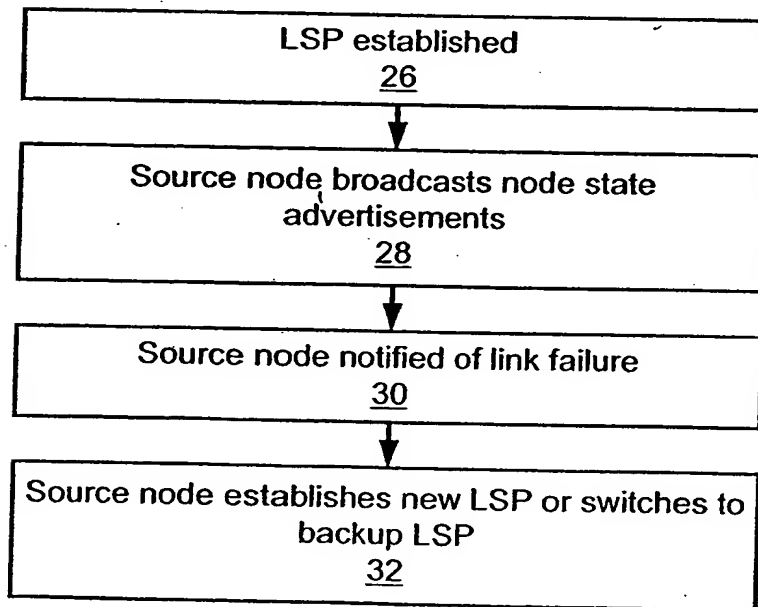 LSP established
26
Source node broadcasts node state
advertisements
28
Source node notified of link failure
30
Source node establishes new LSP or switches to
backup LSP
32